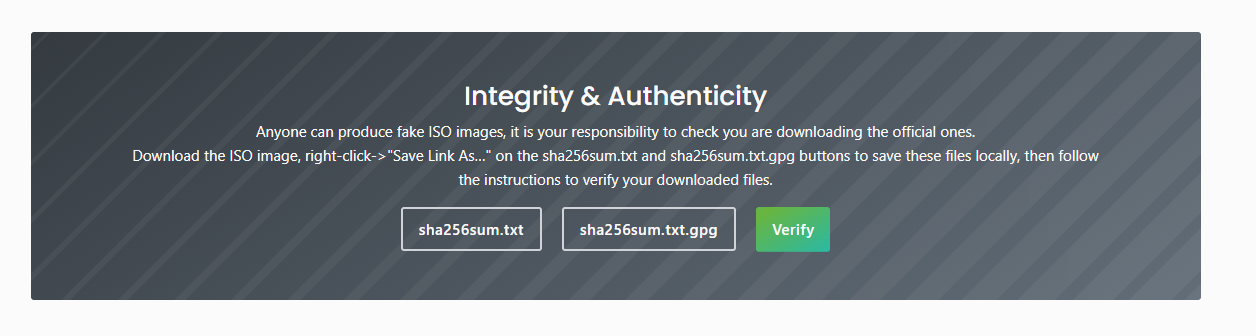 Integrity & Authenticity
Anyone can produce fake ISO images, it is your responsibility to check you are downloading the official ones.
Download the ISO image, right-click->"Save Link As..." on the sha256sum.txt and sha256sum.txt.gpg buttons to save these files locally, then follow
the instructions to verify your downloaded files.
sha256sum.txt
sha256sum.txt.gpg
Verify